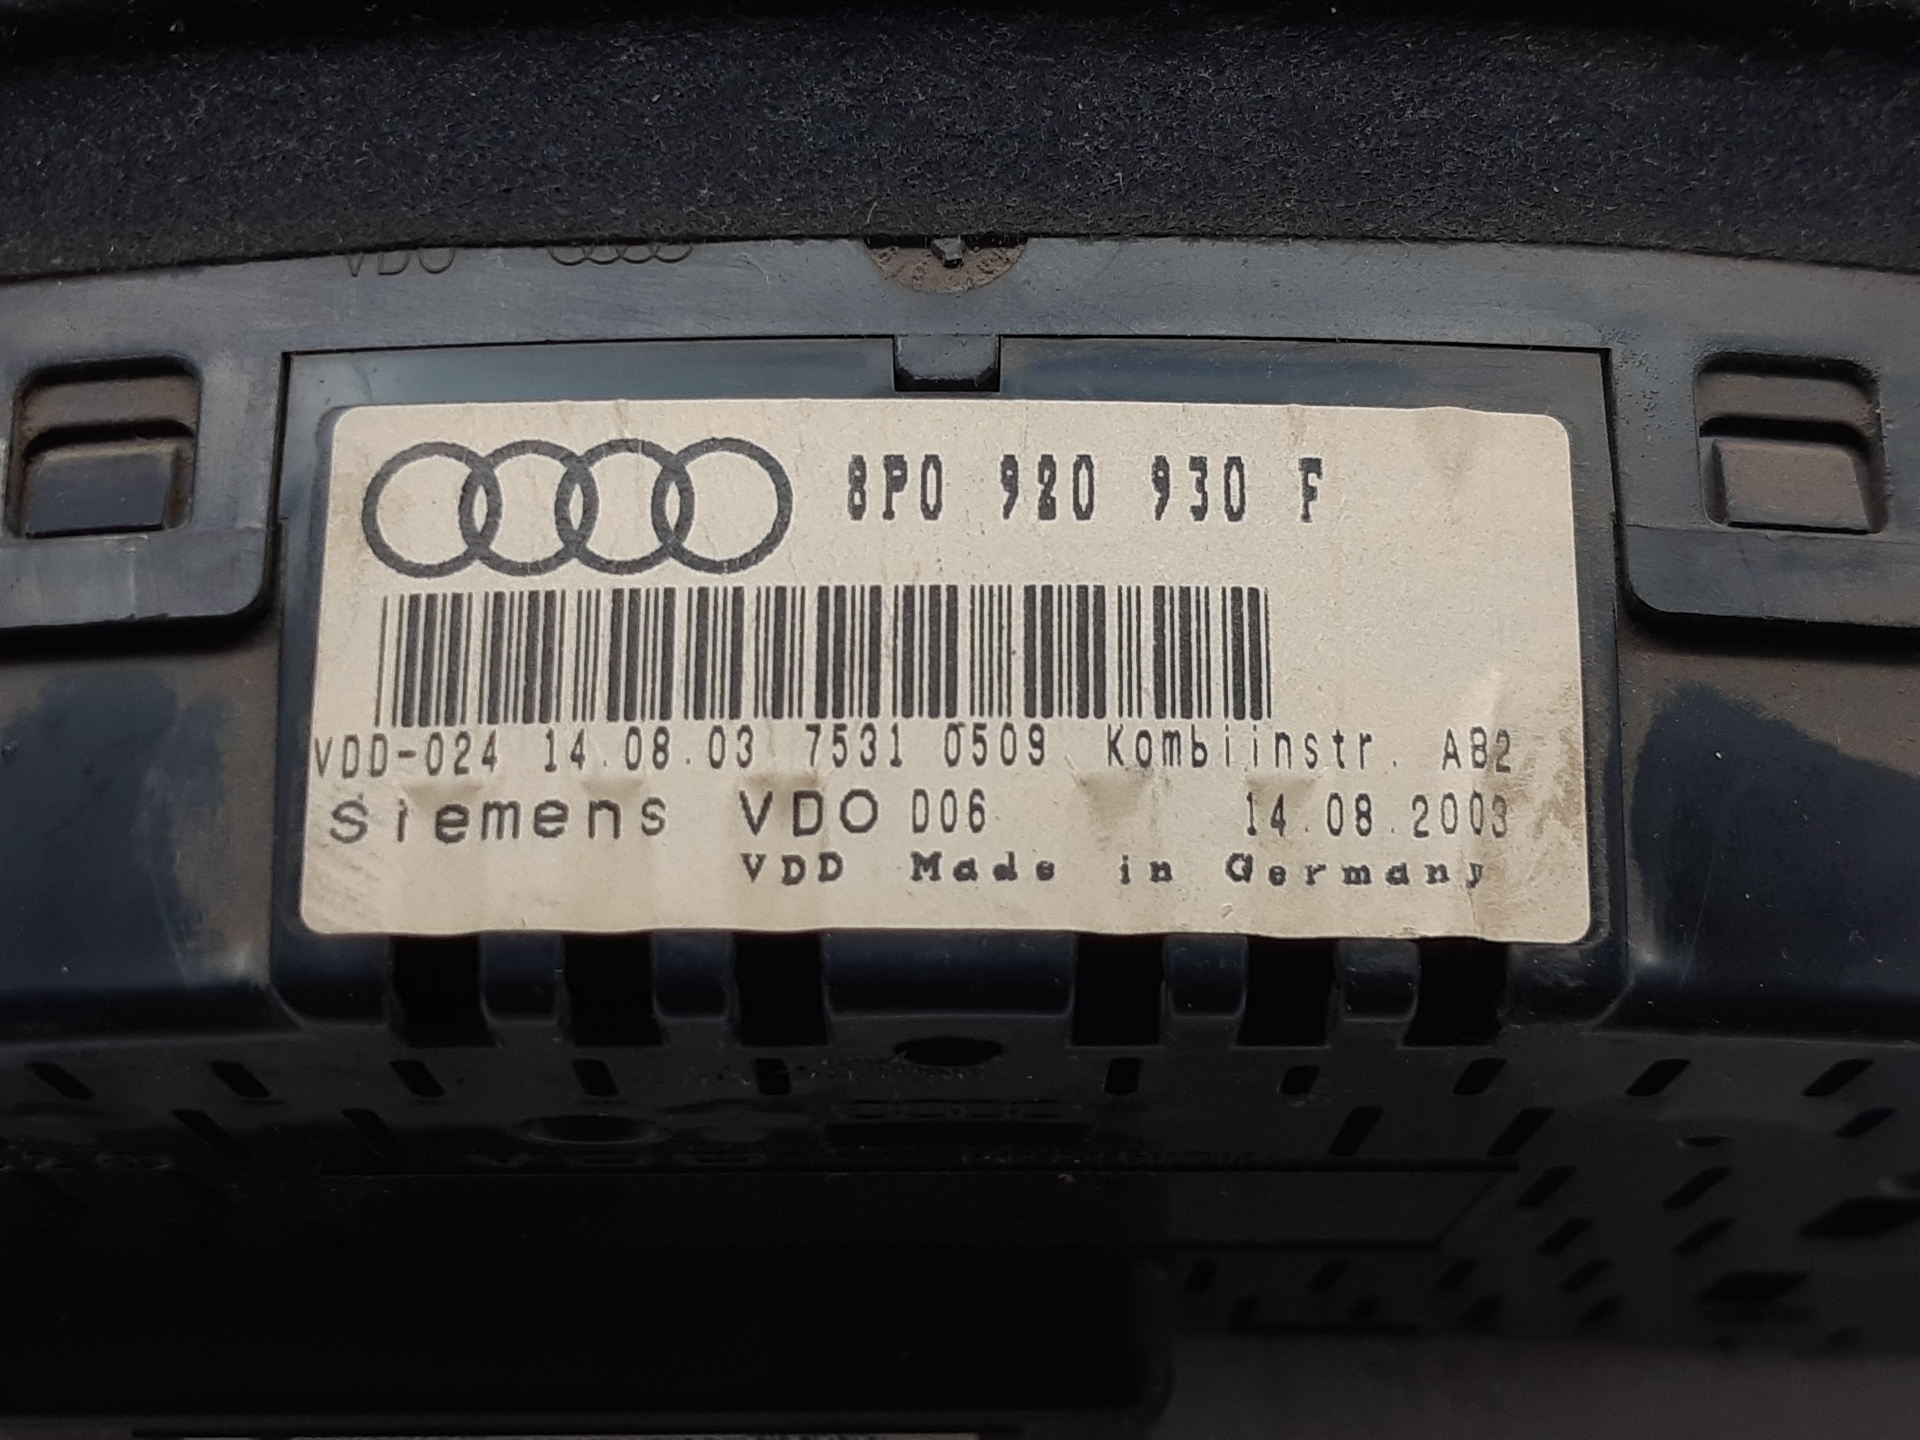 VDO
8P0 920 930 F
VDD-024 14.08.03 7531 0509 Kombiinstr. AB2
Siemens VDO D06 14.08.2003
VDD Made in Germany